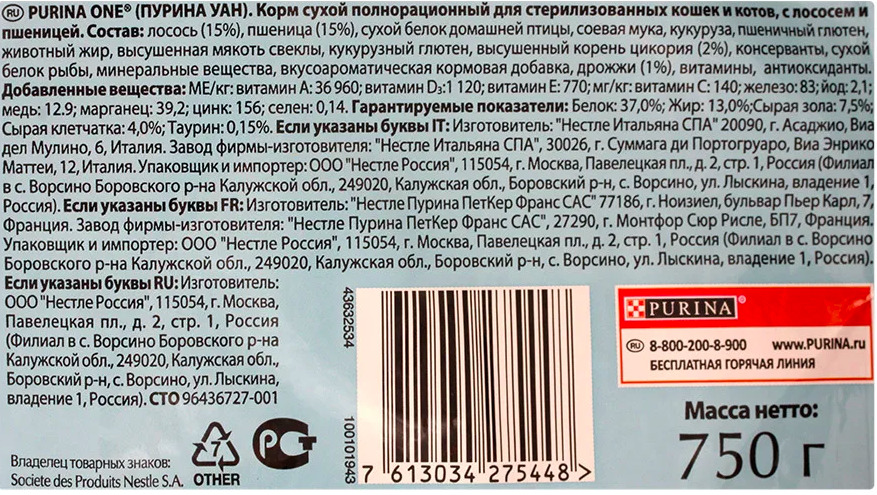 RU PURINA ONE® (ПУРИНА УАН). Корм сухой полнорационный для стерилизованных кошек и котов, с лососем и
пшеницей. Состав: лосось (15%), пшеница (15%), сухой белок домашней птицы, соевая мука, кукуруза, пшеничный глютен,
животный жир, высушенная мякоть свеклы, кукурузный глютен, высушенный корень цикория (2%), консерванты, сухой
белок рыбы, минеральные вещества, вкусоароматическая кормовая добавка, дрожжи (1%), витамины, антиоксиданты.
Добавленные вещества: МЕ/кг: витамин А: 36 960; витамин D3:1 120; витамин Е: 770; мг/кг: витамин С: 140; железо: 83; йод: 2,1;
медь: 12.9; марганец: 39,2; цинк: 156; селен: 0,14. Гарантируемые показатели: Белок: 37,0%; Жир: 13,0%;Сырая зола: 7,5%;
Сырая клетчатка: 4,0%; Таурин: 0,15%. Если указаны буквы IT: Изготовитель: "Нестле Итальяна СПА" 20090, г. Асаджио, Виа
дел Мулино, 6, Италия. Завод фирмы-изготовителя: "Нестле Итальяна СПА", 30026, г. Суммага ди Портогруаро, Виа Энрико
Маттеи, 12, Италия. Упаковщик и импортер: ООО "Нестле Россия", 115054, г. Москва, Павелецкая пл., д. 2, стр. 1, Россия (Филиал
в с. Ворсино Боровского р-на Калужской обл., 249020, Калужская обл., Боровский р-н, с. Ворсино, ул. Лыскина, владение 1,
Россия). Если указаны буквы FR: Изготовитель: "Нестле Пурина ПетКер Франс САС" 77186, г. Ноизиел, бульвар Пьер Карл, 7,
Франция. Завод фирмы-изготовителя: "Нестле Пурина ПетКер Франс САС", 27290, г. Монтфор Сюр Рисле, БП7, Франция.
Упаковщик и импортер: ООО "Нестле Россия", 115054, г. Москва, Павелецкая пл., д. 2, стр. 1, Россия (Филиал в с. Ворсино
Боровского р-на Калужской обл., 249020, Калужская обл., Боровский р-н, с. Ворсино, ул. Лыскина, владение 1, Россия).
Если указаны буквы RU: Изготовитель:
ООО "Нестле Россия", 115054, г. Москва,
Павелецкая пл., д. 2, стр. 1, Россия
(Филиал в с. Ворсино Боровского р-на
Калужской обл., 249020, Калужская обл.,
Боровский р-н, с. Ворсино, ул. Лыскина,
владение 1, Россия). СТО 96436727-001
Владелец товарных знаков:
Societe des Produits Nestle S.A.
7
OTHER
РСТ
43632534
100101943
7 613034 275448 >
PURINA®
RU 8-800-200-8-900 www.PURINA.ru
БЕСПЛАТНАЯ ГОРЯЧАЯ ЛИНИЯ
Масса нетто:
750 г